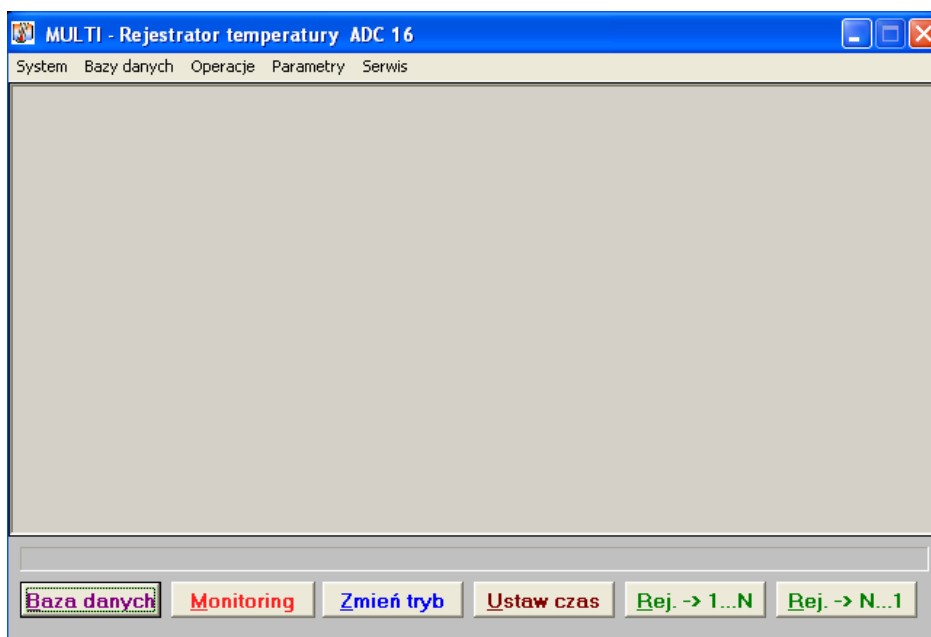 MULTI - Rejestrator temperatury ADC 16
System Bazy danych Operacje Parametry Serwis
Baza danych Monitoring Zmień tryb Ustaw czas Rej. -> 1...N Rej. -> N...1